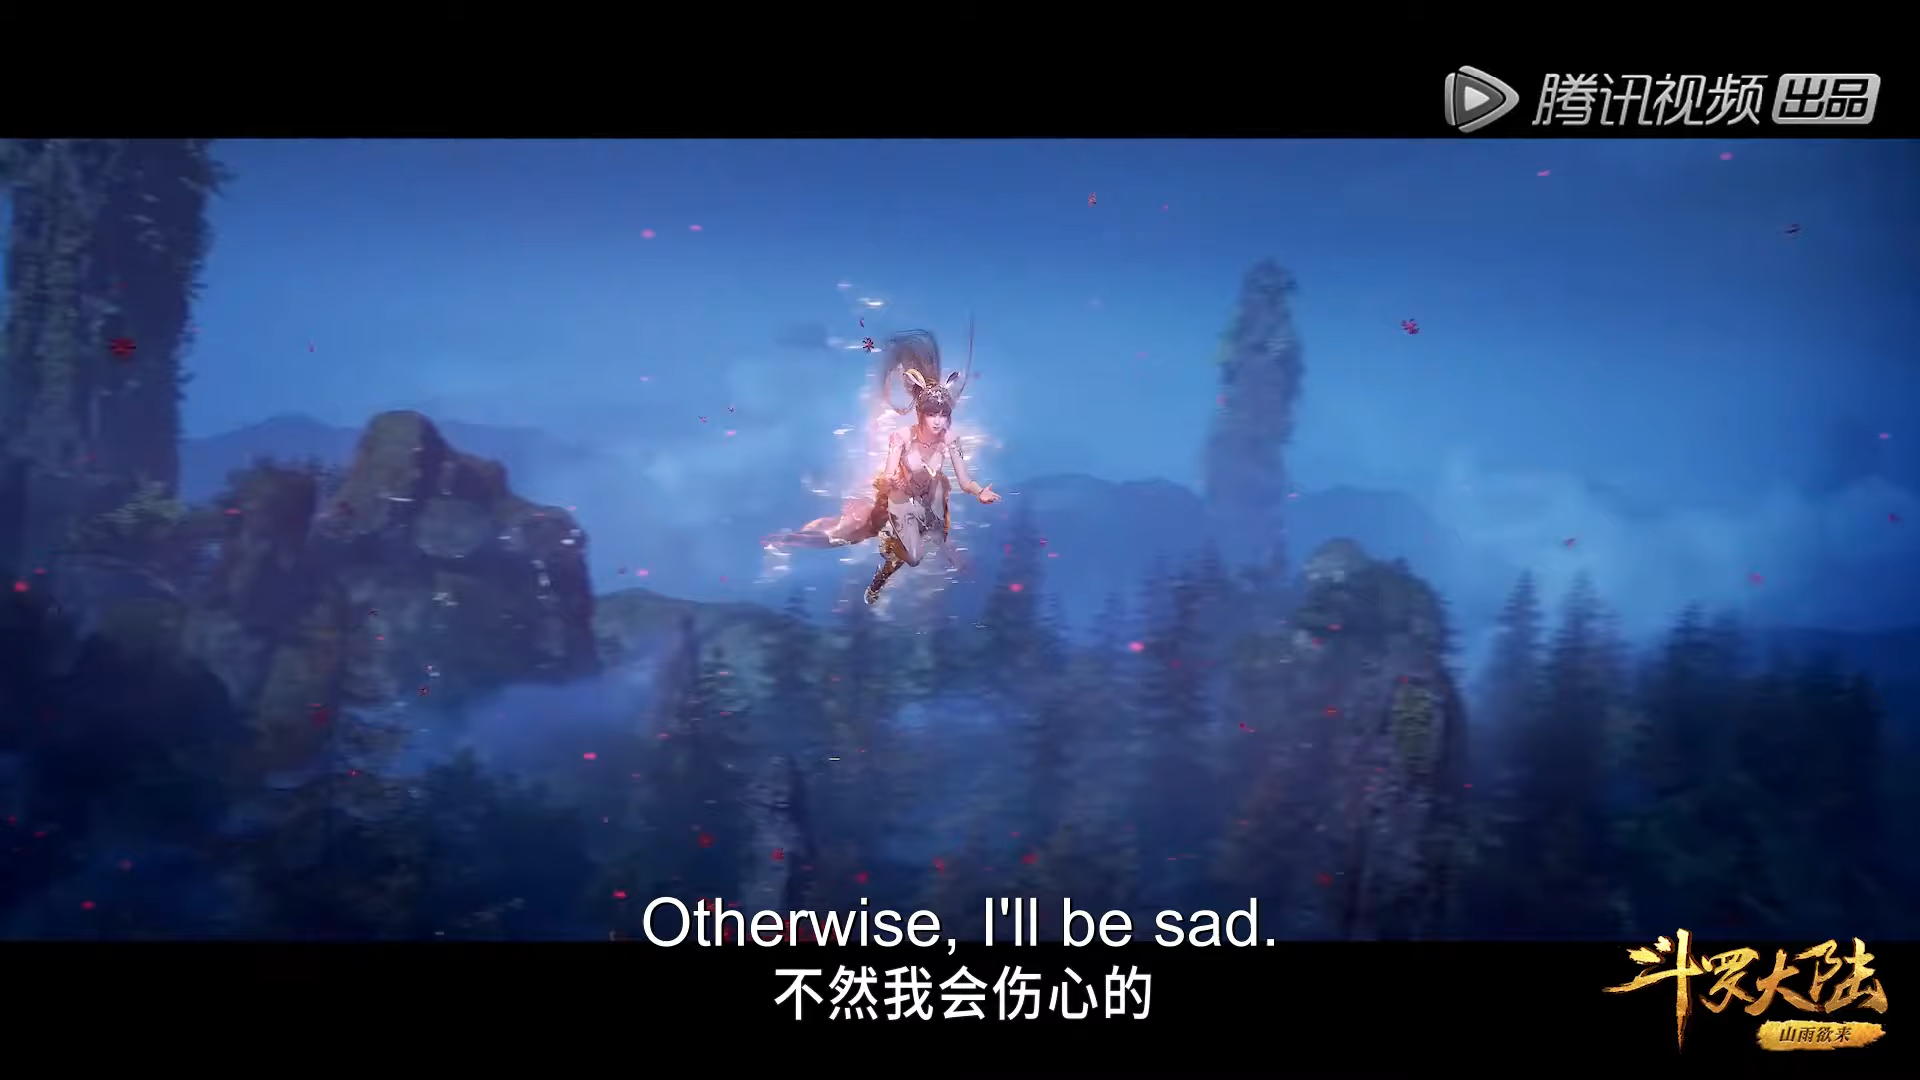 腾讯视频 出品
Otherwise, I'll be sad.
不然我会伤心的
斗罗大陆
山雨欲来